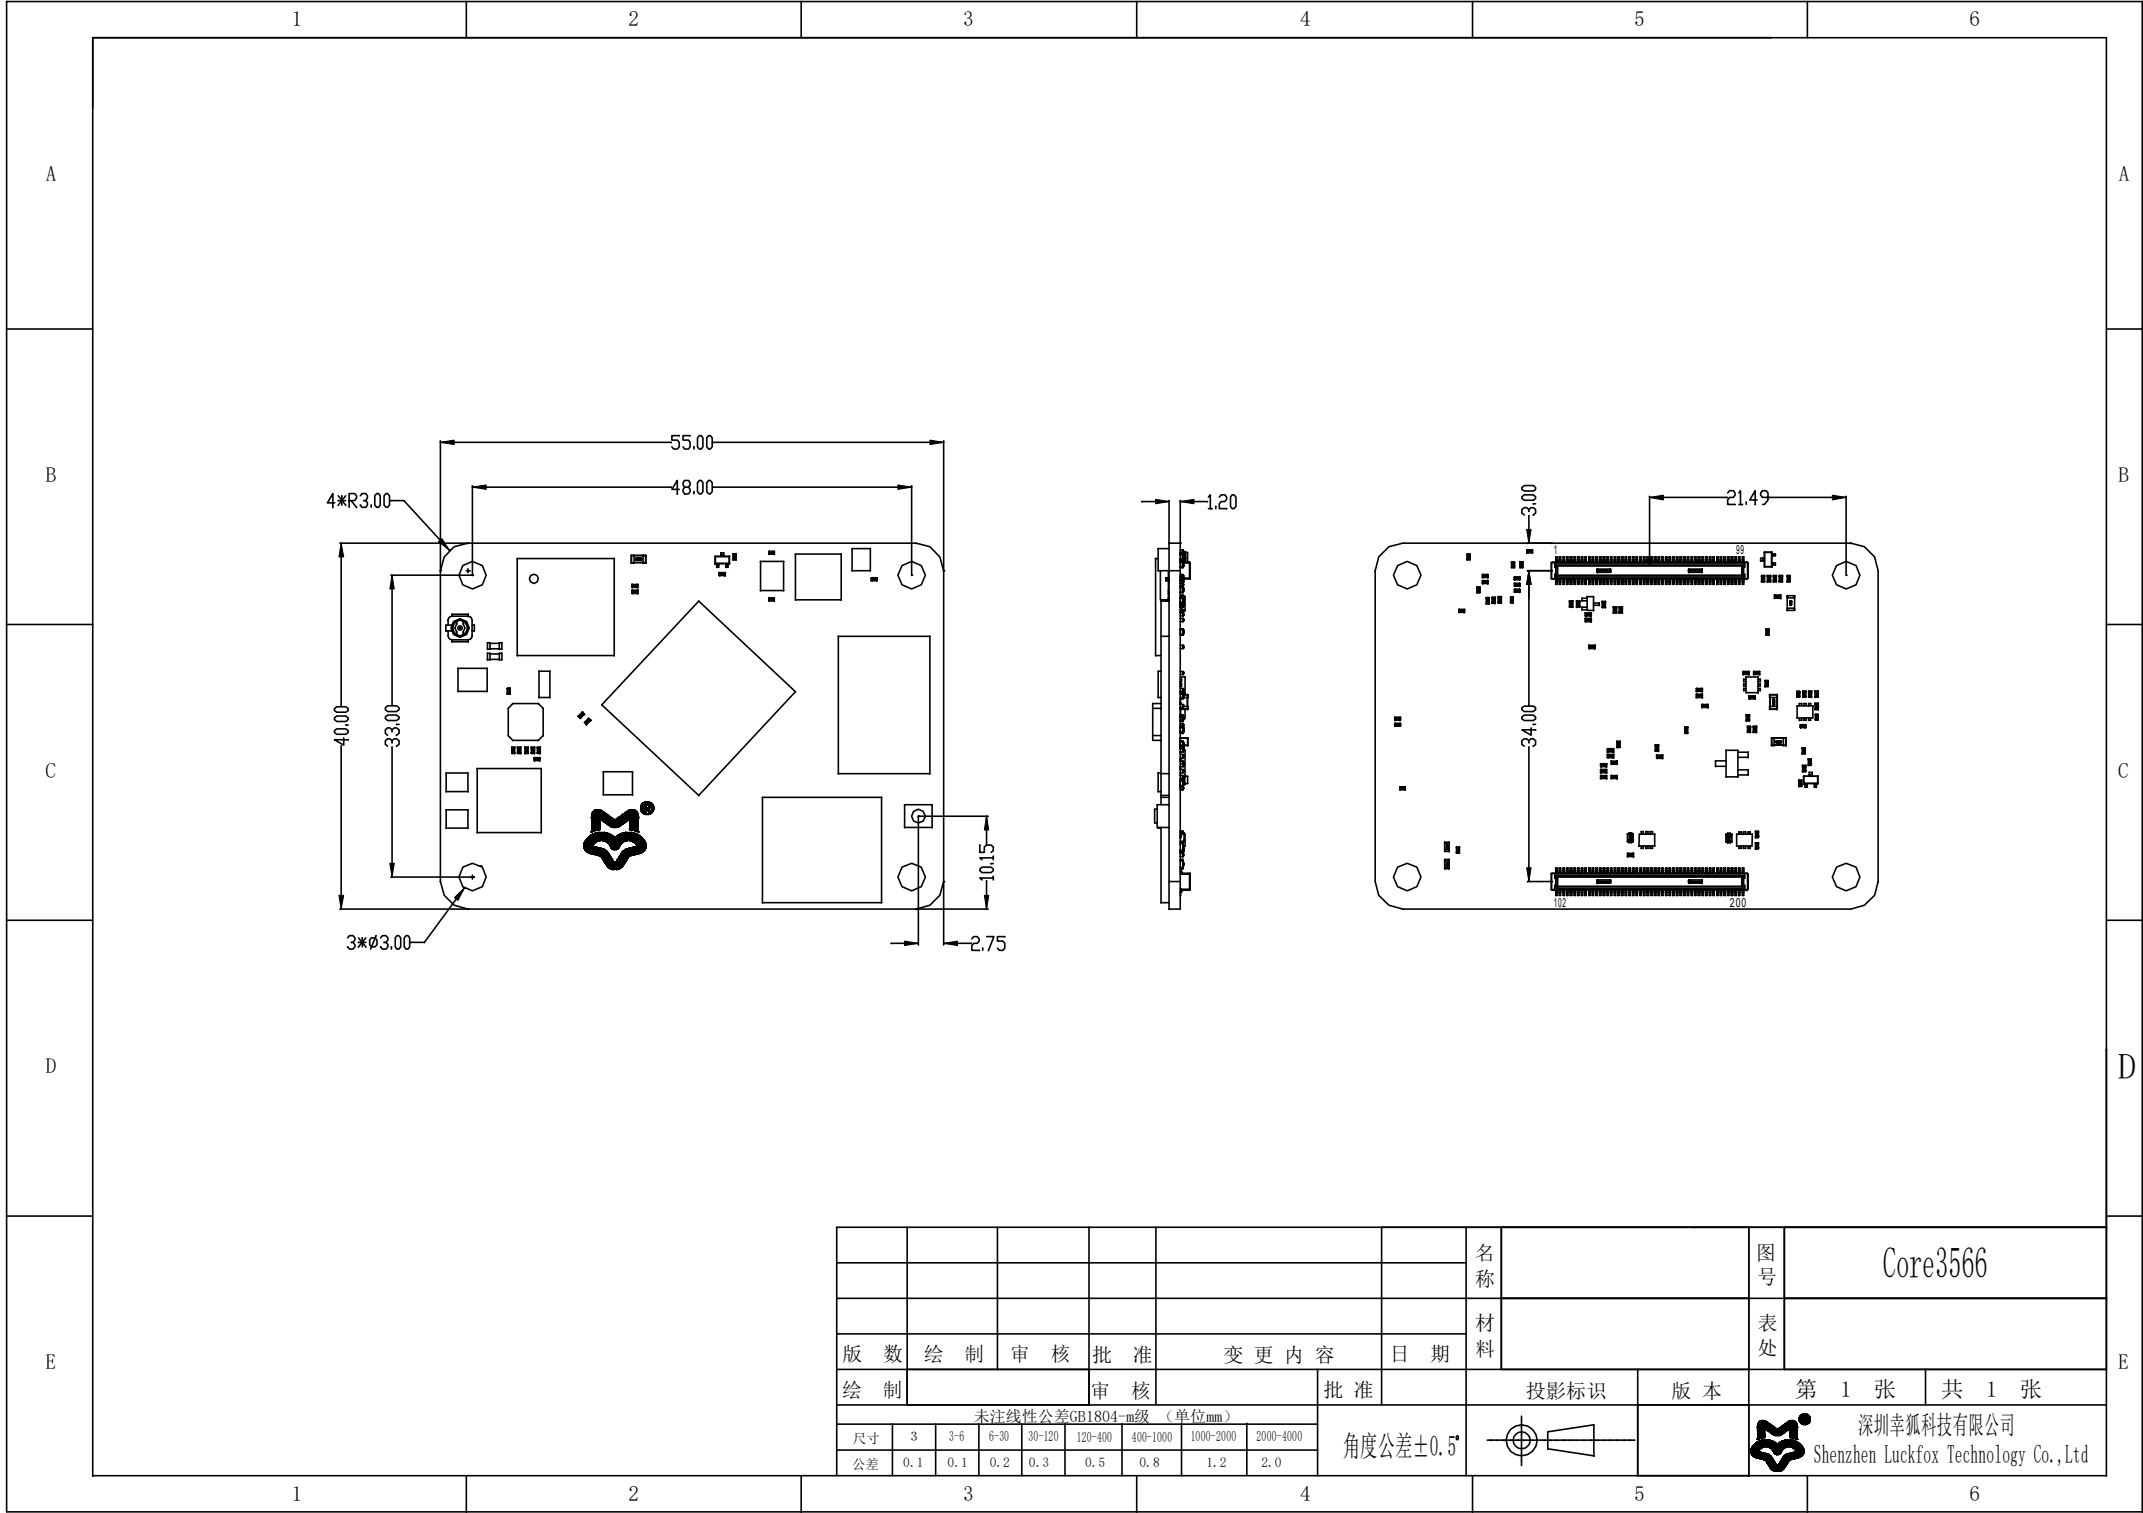 1 2 3 4 5 6
A A
B B
C C
D D
E E
55.00
48.00
4*R3.00
40.00
33.00
3*ø3.00
10.15
2.75
1.20
3.00
21.49
34.00
1 99
102 200
名称
图号 Core3566
材料
表处
版 数 绘 制 审 核 批 准 变 更 内 容 日 期
绘 制 审 核 批 准 投影标识 版 本 第 1 张 共 1 张
未注线性公差GB1804-m级 （单位mm）
尺寸 3 3-6 6-30 30-120 120-400 400-1000 1000-2000 2000-4000
公差 0.1 0.1 0.2 0.3 0.5 0.8 1.2 2.0
角度公差±0.5°
深圳幸狐科技有限公司
Shenzhen Luckfox Technology Co.,Ltd
®
1 2 3 4 5 6